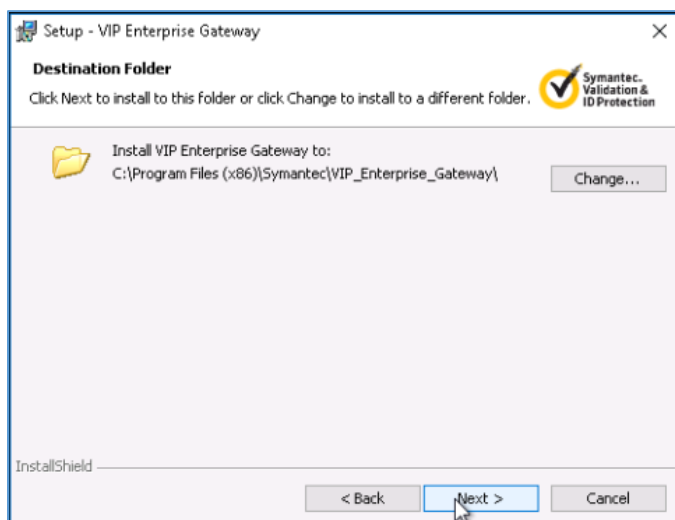 Setup - VIP Enterprise Gateway
Destination Folder
Click Next to install to this folder or click Change to install to a different folder.
Symantec.
Validation &
ID Protection
Install VIP Enterprise Gateway to:
C:\Program Files (x86)\Symantec\VIP_Enterprise_Gateway\
Change...
InstallShield
< Back
Next >
Cancel